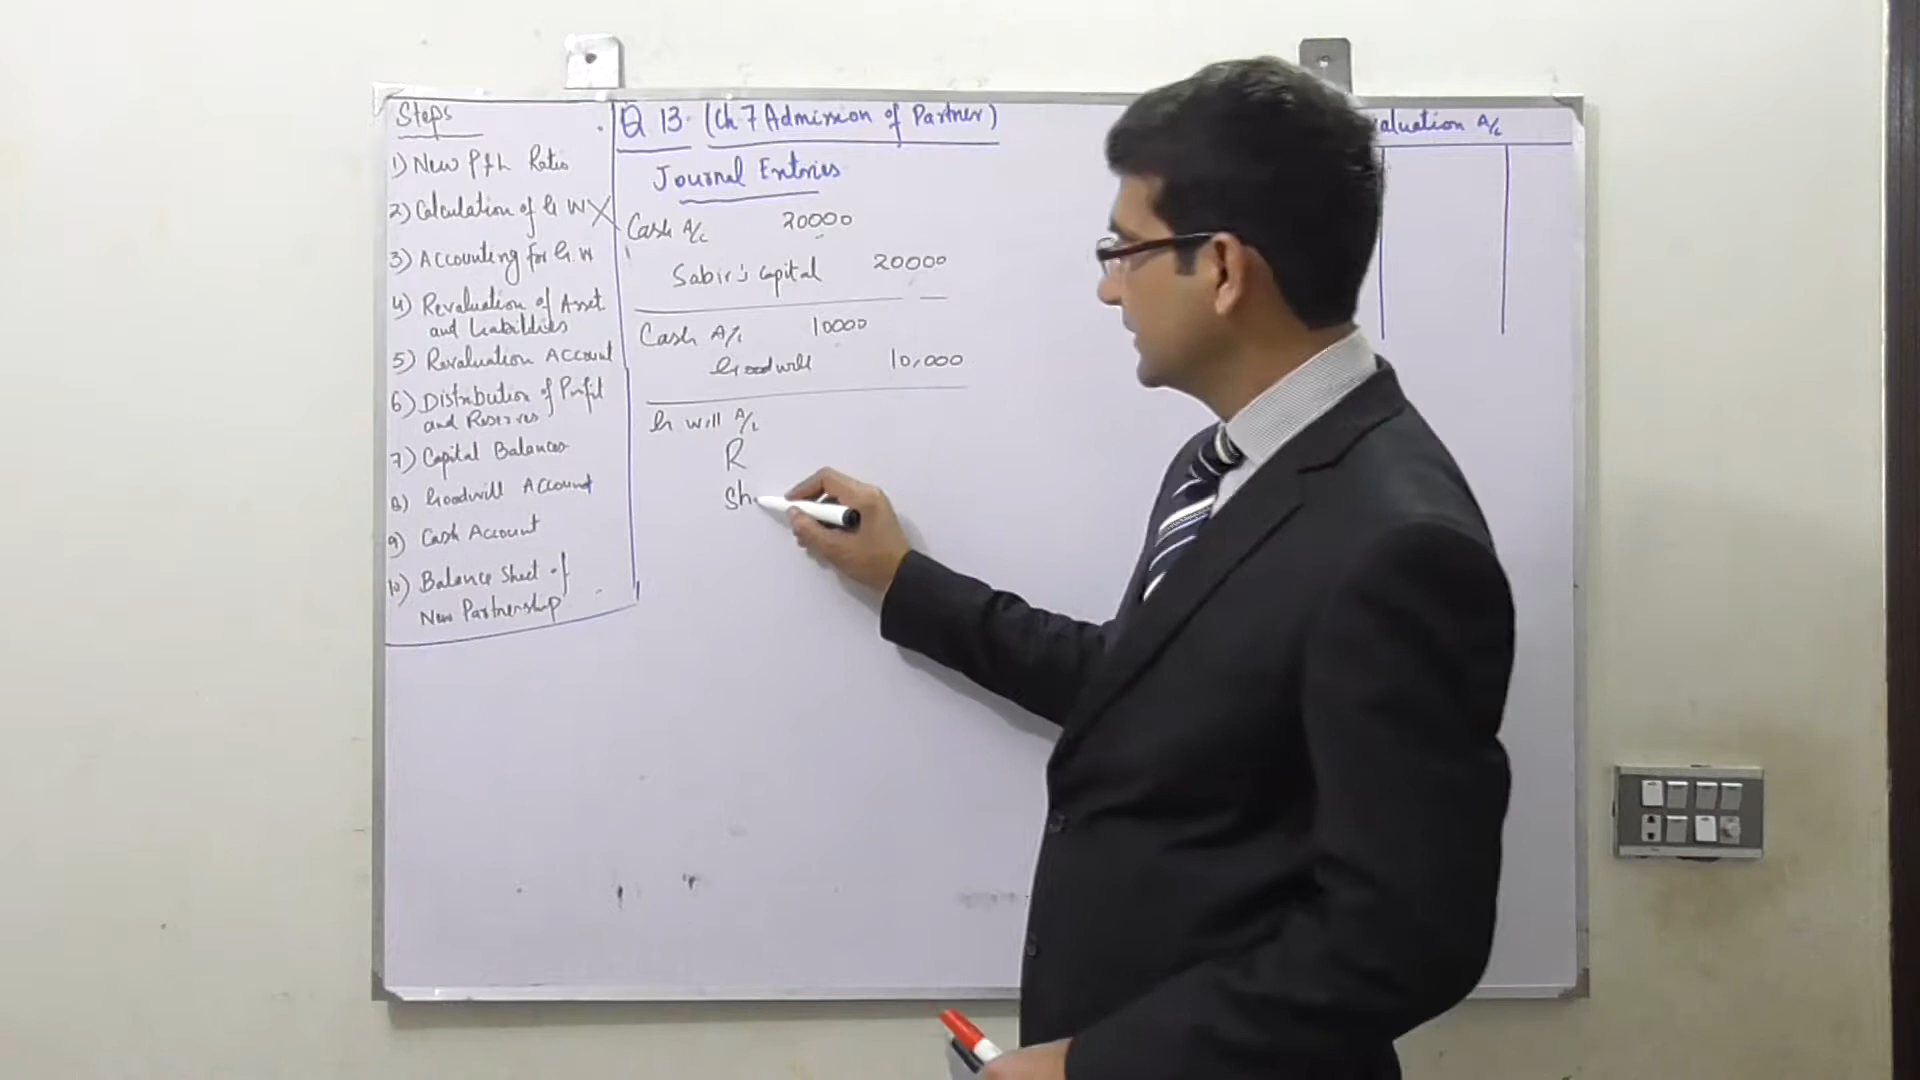 Steps
1) New P & L Ratio
2) Calculation of G W X
3) Accounting for G.W
4) Revaluation of Asset
and Liabilities
5) Revaluation Account
6) Distribution of Profit
and Reserves
7) Capital Balances
8) Goodwill Account
9) Cash Account
10) Balance Sheet of
New Partnership
Q 13. (Ch 7 Admission of Partner)
Journal Entries
Cash A/c 20000
Sabir's Capital 20000
Cash A/c 10000
Goodwill 10,000
G will A/c
R
Sh
aluation A/c